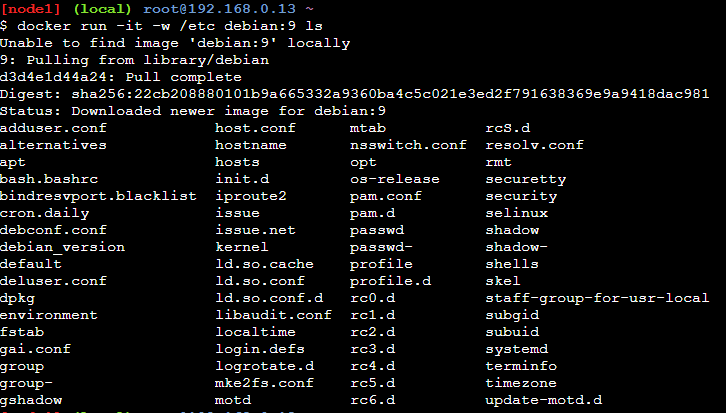 [node1] (local) root@192.168.0.13 ~
$ docker run -it -w /etc debian:9 ls
Unable to find image 'debian:9' locally
9: Pulling from library/debian
d3d4e1d44a24: Pull complete
Digest: sha256:22cb208880101b9a665332a9360ba4c5c021e3ed2f791638369e9a9418dac981
Status: Downloaded newer image for debian:9
adduser.conf host.conf mtab rcS.d
alternatives hostname nsswitch.conf resolv.conf
apt hosts opt rmt
bash.bashrc init.d os-release securetty
bindresvport.blacklist iproute2 pam.conf security
cron.daily issue pam.d selinux
debconf.conf issue.net passwd shadow
debian_version kernel passwd- shadow-
default ld.so.cache profile shells
deluser.conf ld.so.conf profile.d skel
dpkg ld.so.conf.d rc0.d staff-group-for-usr-local
environment libaudit.conf rc1.d subgid
fstab localtime rc2.d subuid
gai.conf login.defs rc3.d systemd
group logrotate.d rc4.d terminfo
group- mke2fs.conf rc5.d timezone
gshadow motd rc6.d update-motd.d